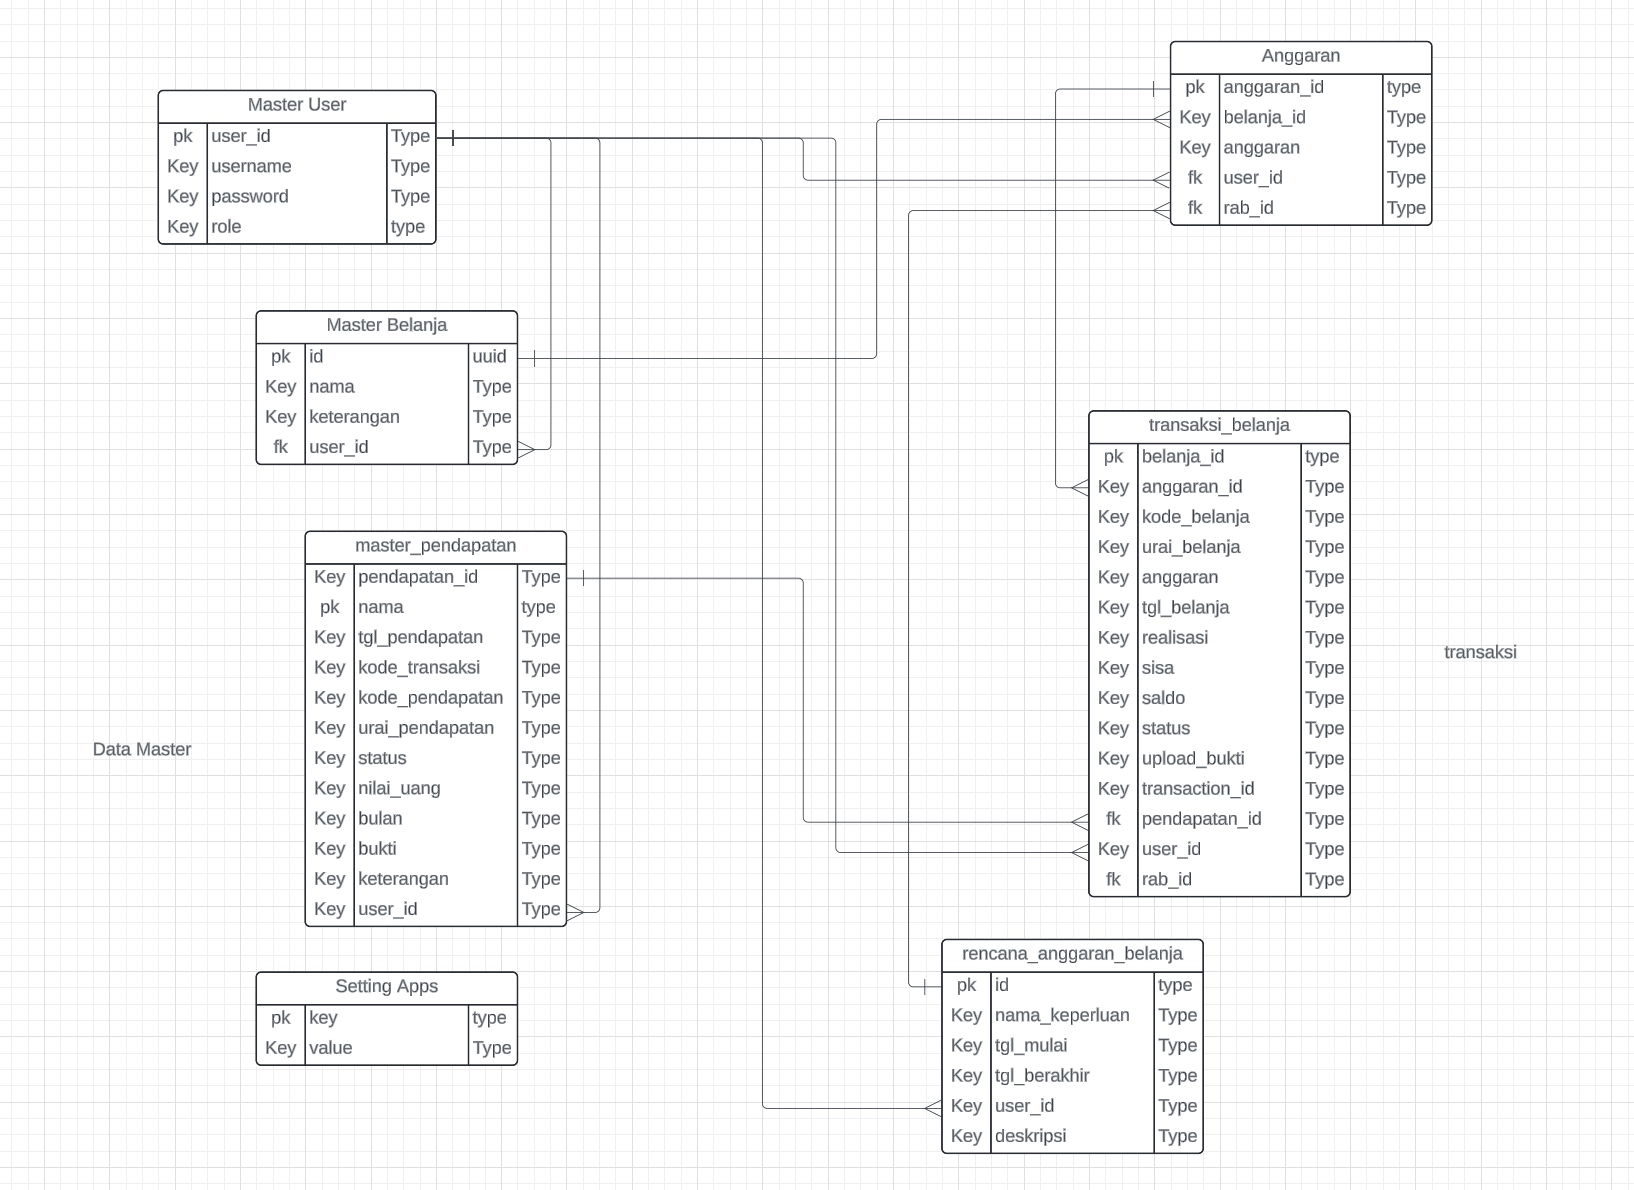 Master User
pk user_id Type
Key username Type
Key password Type
Key role type
Master Belanja
pk id uuid
Key nama Type
Key keterangan Type
fk user_id Type
master_pendapatan
Key pendapatan_id Type
pk nama type
Key tgl_pendapatan Type
Key kode_transaksi Type
Key kode_pendapatan Type
Key urai_pendapatan Type
Key status Type
Key nilai_uang Type
Key bulan Type
Key bukti Type
Key keterangan Type
Key user_id Type
Data Master
Setting Apps
pk key type
Key value Type
Anggaran
pk anggaran_id type
Key belanja_id Type
Key anggaran Type
fk user_id Type
fk rab_id Type
transaksi_belanja
pk belanja_id type
Key anggaran_id Type
Key kode_belanja Type
Key urai_belanja Type
Key anggaran Type
Key tgl_belanja Type
Key realisasi Type
Key sisa Type
Key saldo Type
Key status Type
Key upload_bukti Type
Key transaction_id Type
fk pendapatan_id Type
Key user_id Type
fk rab_id Type
transaksi
rencana_anggaran_belanja
pk id type
Key nama_keperluan Type
Key tgl_mulai Type
Key tgl_berakhir Type
Key user_id Type
Key deskripsi Type